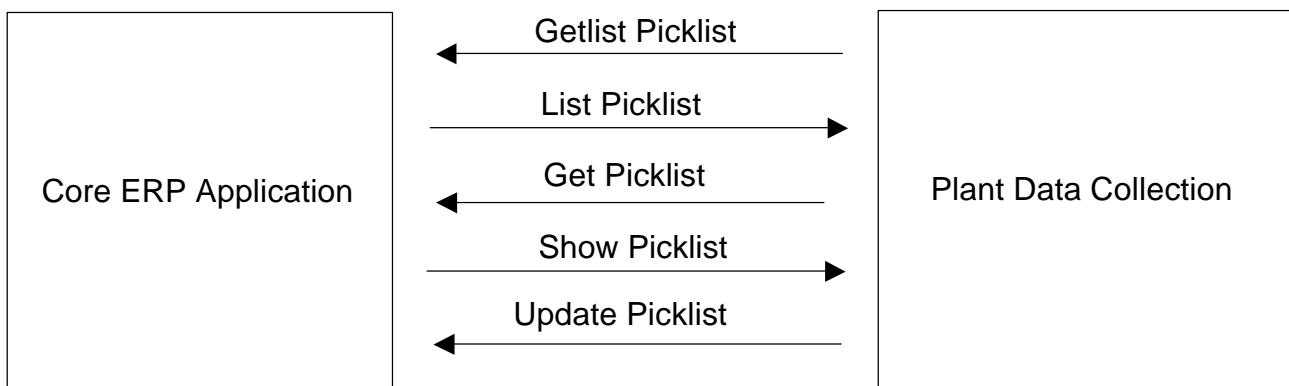 Getlist Picklist
List Picklist
Core ERP Application
Get Picklist
Plant Data Collection
Show Picklist
Update Picklist